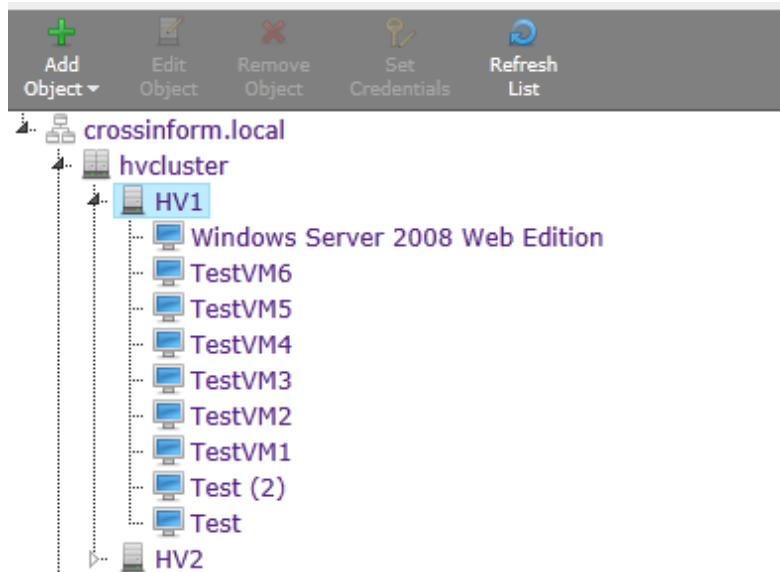 Add Object
Edit Object
Remove Object
Set Credentials
Refresh List
crossinform.local
hvcluster
HV1
Windows Server 2008 Web Edition
TestVM6
TestVM5
TestVM4
TestVM3
TestVM2
TestVM1
Test (2)
Test
HV2